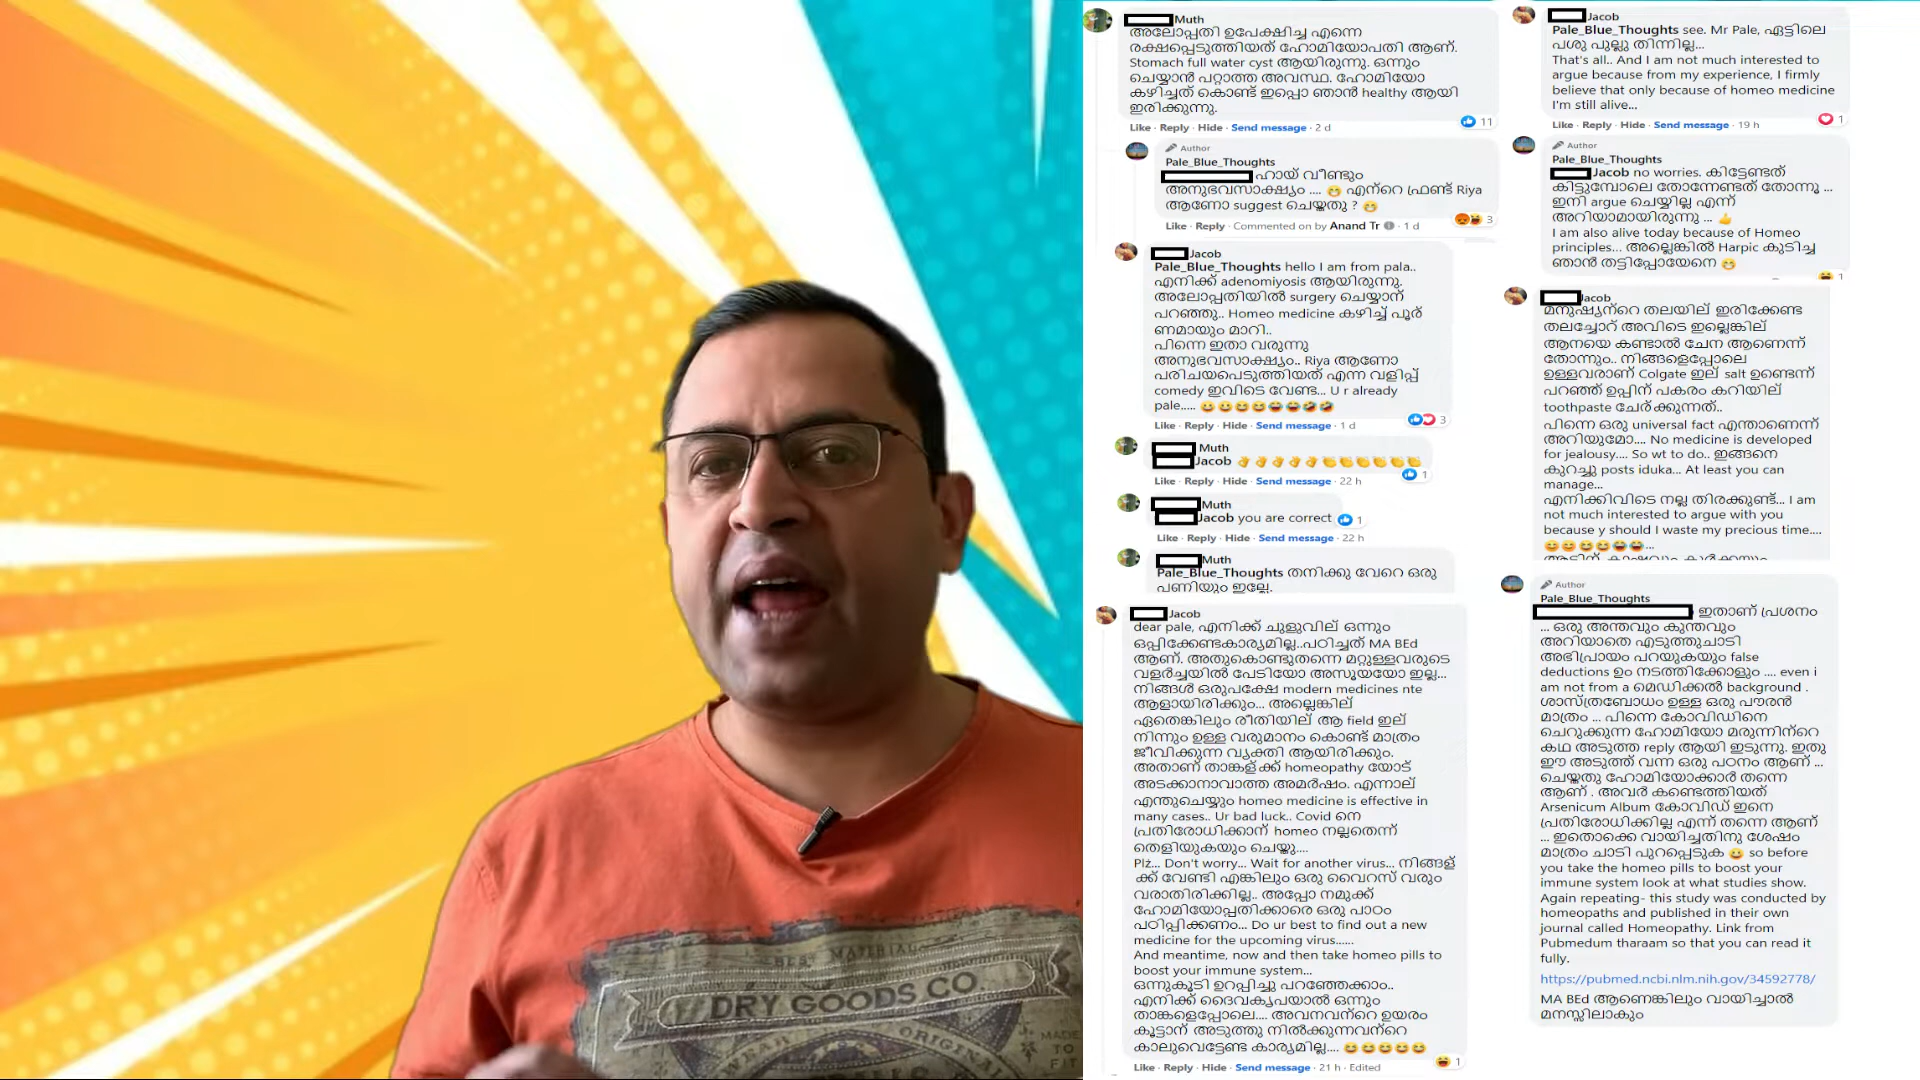 Muth
അലോപ്പതി ഉപേക്ഷിച്ച എന്നെ
രക്ഷപ്പെടുത്തിയത് ഹോമിയോപതി ആണ്.
Stomach full water cyst ആയിരുന്നു. ഒന്നും
ചെയ്യാൻ പറ്റാത്ത അവസ്ഥ. ഹോമിയോ
കഴിച്ചത് കൊണ്ട് ഇപ്പൊ ഞാൻ healthy ആയി
ഇരിക്കുന്നു.
Like · Reply · Hide · Send message · 2 d
11
Author
Pale_Blue_Thoughts
ഹായ് വീണ്ടും
അനുഭവസാക്ഷ്യം .... 😁 എന്റെ ഫ്രണ്ട് Riya
ആണോ suggest ചെയ്തതു ? 😁
3
Like · Reply · Commented on by Anand Tr · 1 d
Jacob
Pale_Blue_Thoughts hello I am from pala..
എനിക്ക് adenomiyosis ആയിരുന്നു.
അലോപ്പതിയിൽ surgery ചെയ്യാന്
പറഞ്ഞു.. Homeo medicine കഴിച്ച് പൂര്
ണമായും മാറി..
പിന്നെ ഇതാ വരുന്നു
അനുഭവസാക്ഷ്യം.. Riya ആണോ
പരിചയപെടുത്തിയത് എന്ന വളിപ്പ്
comedy ഇവിടെ വേണ്ട... U r already
pale..... 😀😀😄😄😂😂🤣🤣
3
Like · Reply · Hide · Send message · 1 d
Muth
Jacob 👌👌👌👌👌👏👏👏👏👏👏
1
Like · Reply · Hide · Send message · 22 h
Muth
Jacob you are correct
1
Like · Reply · Hide · Send message · 22 h
Muth
Pale_Blue_Thoughts തനിക്കു വേറെ ഒരു
പണിയും ഇല്ലേ.
Jacob
dear pale, എനിക്ക് ചുളുവില് ഒന്നും
ഒപ്പിക്കേണ്ടകാര്യമില്ല..പഠിച്ചത് MA BEd
ആണ്. അതുകൊണ്ടുതന്നെ മറ്റുള്ളവരുടെ
വളർച്ചയിൽ പേടിയോ അസൂയയോ ഇല്ല...
നിങ്ങൾ ഒരുപക്ഷേ modern medicines nte
ആളായിരിക്കും... അല്ലെങ്കില്
ഏതെങ്കിലും രീതിയില് ആ field ഇല്
നിന്നും ഉള്ള വരുമാനം കൊണ്ട് മാത്രം
ജീവിക്കുന്ന വ്യക്തി ആയിരിക്കും.
അതാണ് താങ്കള്ക്ക് homeopathy യോട്
അടക്കാനാവാത്ത അമർഷം. എന്നാല്
എന്തുചെയ്യും homeo medicine is effective in
many cases.. Ur bad luck.. Covid നെ
പ്രതിരോധിക്കാന് homeo നല്ലതെന്ന്
തെളിയുകയും ചെയ്തു....
Plz... Don't worry... Wait for another virus... നിങ്ങള്
ക്ക് വേണ്ടി എങ്കിലും ഒരു വൈറസ് വരും
വരാതിരിക്കില്ല.. അപ്പോ നമുക്ക്
ഹോമിയോപ്പതിക്കാരെ ഒരു പാഠം
പഠിപ്പിക്കണം... Do ur best to find out a new
medicine for the upcoming virus......
And meantime, now and then take homeo pills to
boost your immune system...
ഒന്നുകൂടി ഉറപ്പിച്ചു പറഞ്ഞേക്കാം..
എനിക്ക് ദൈവകൃപയാൽ ഒന്നും
താങ്കളെപ്പോലെ.... അവനവന്റെ ഉയരം
കൂട്ടാന് അടുത്തു നിൽക്കുന്നവന്റെ
കാലുവെട്ടേണ്ട കാര്യമില്ല.... 😂😂😂😂😂
1
Like · Reply · Hide · Send message · 21 h · Edited
Jacob
Pale_Blue_Thoughts see. Mr Pale, ഏട്ടിലെ
പശു പുല്ലു തിന്നില്ല...
That's all.. And I am not much interested to
argue because from my experience, I firmly
believe that only because of homeo medicine
I'm still alive...
Like · Reply · Hide · Send message · 19 h
1
Author
Pale_Blue_Thoughts
Jacob no worries. കിട്ടേണ്ടത്
കിട്ടുമ്പോലെ തോന്നേണ്ടത് തോന്നൂ ...
ഇനി argue ചെയ്യില്ല എന്ന്
അറിയാമായിരുന്നു ... 👍
I am also alive today because of Homeo
principles... അല്ലെങ്കിൽ Harpic കുടിച്ച
ഞാൻ തട്ടിപ്പോയേനെ 😁
1
Jacob
മനുഷ്യന്റെ തലയില് ഇരിക്കേണ്ട
തലച്ചോറ് അവിടെ ഇല്ലെങ്കില്
ആനയെ കണ്ടാൽ ചേന ആണെന്ന്
തോന്നും.. നിങ്ങളെപ്പോലെ
ഉള്ളവരാണ് Colgate ഇല് salt ഉണ്ടെന്ന്
പറഞ്ഞ് ഉപ്പിന് പകരം കറിയില്
toothpaste ചേര്ക്കുന്നത്..
പിന്നെ ഒരു universal fact എന്താണെന്ന്
അറിയുമോ.... No medicine is developed
for jealousy.... So wt to do.. ഇങ്ങനെ
കുറച്ചു posts iduka... At least you can
manage...
എനിക്കിവിടെ നല്ല തിരക്കുണ്ട്... I am
not much interested to argue with you
because y should I waste my precious time....
😊😊😄😄😂😂...
Author
Pale_Blue_Thoughts
ഇതാണ് പ്രശനം
... ഒരു അന്തവും കുന്തവും
അറിയാതെ എടുത്തുചാടി
അഭിപ്രായം പറയുകയും false
deductions ഉം നടത്തിക്കോളും .... even i
am not from a മെഡിക്കൽ background .
ശാസ്ത്രബോധം ഉള്ള ഒരു പൗരൻ
മാത്രം ... പിന്നെ കോവിഡിനെ
ചെറുക്കുന്ന ഹോമിയോ മരുന്നിന്റെ
കഥ അടുത്ത reply ആയി ഇടുന്നു. ഇതു
ഈ അടുത്ത് വന്ന ഒരു പഠനം ആണ് ...
ചെയ്തതു ഹോമിയോക്കാർ തന്നെ
ആണ് . അവർ കണ്ടെത്തിയത്
Arsenicum Album കോവിഡ് ഇനെ
പ്രതിരോധിക്കില്ല എന്ന് തന്നെ ആണ്
... ഇതൊക്കെ വായിച്ചതിനു ശേഷം
മാത്രം ചാടി പുറപ്പെടുക 😀 so before
you take the homeo pills to boost your
immune system look at what studies show.
Again repeating- this study was conducted by
homeopaths and published in their own
journal called Homeopathy. Link from
Pubmedum tharaam so that you can read it
fully.
https://pubmed.ncbi.nlm.nih.gov/34592778/
MA BEd ആണെങ്കിലും വായിച്ചാൽ
മനസ്സിലാകും
MATERIAL
DRY GOODS CO.
ORIGINAL
MADE
TO
FIT